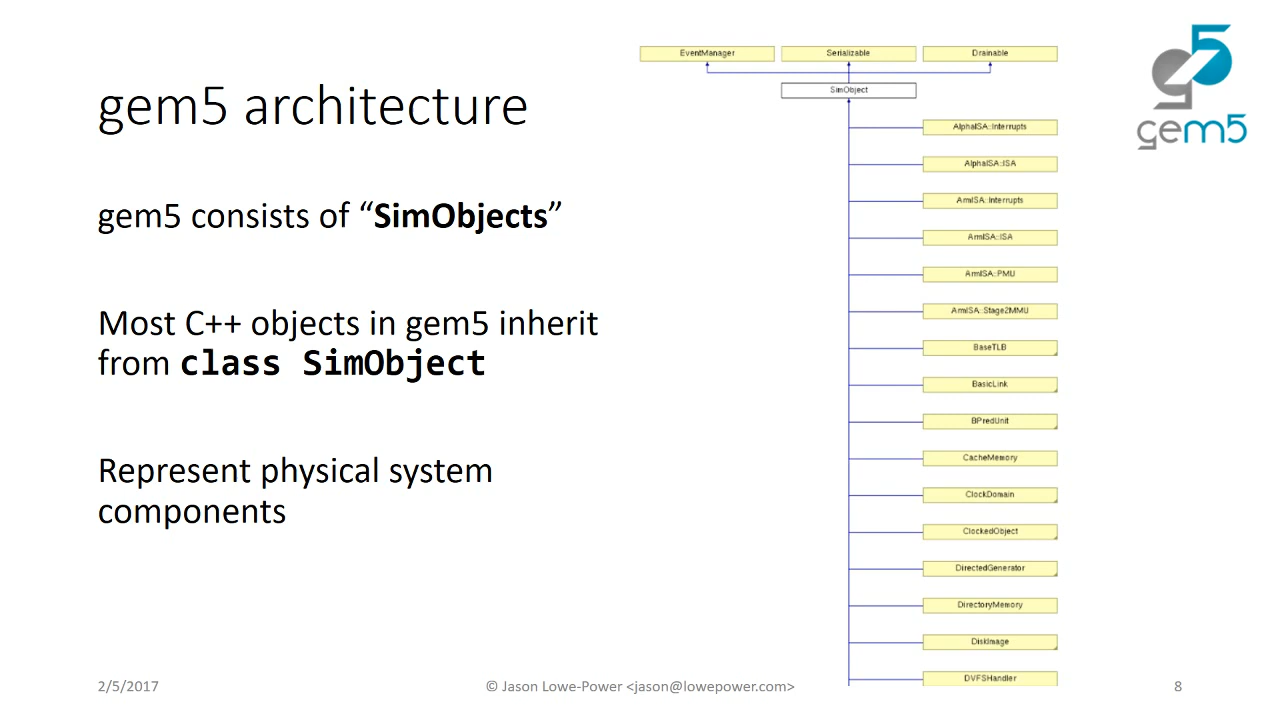 gem5 architecture
gem5 consists of “SimObjects”
Most C++ objects in gem5 inherit
from class SimObject
Represent physical system
components
EventManager
Serializable
Drainable
SimObject
AlphaISA::Interrupts
AlphaISA::ISA
ArmISA::Interrupts
ArmISA::ISA
ArmISA::PMU
ArmISA::Stage2MMU
BaseTLB
BasicLink
BPredUnit
CacheMemory
ClockDomain
ClockedObject
DirectedGenerator
DirectoryMemory
DiskImage
DVFSHandler
gem5
2/5/2017
© Jason Lowe-Power <jason@lowepower.com>
8